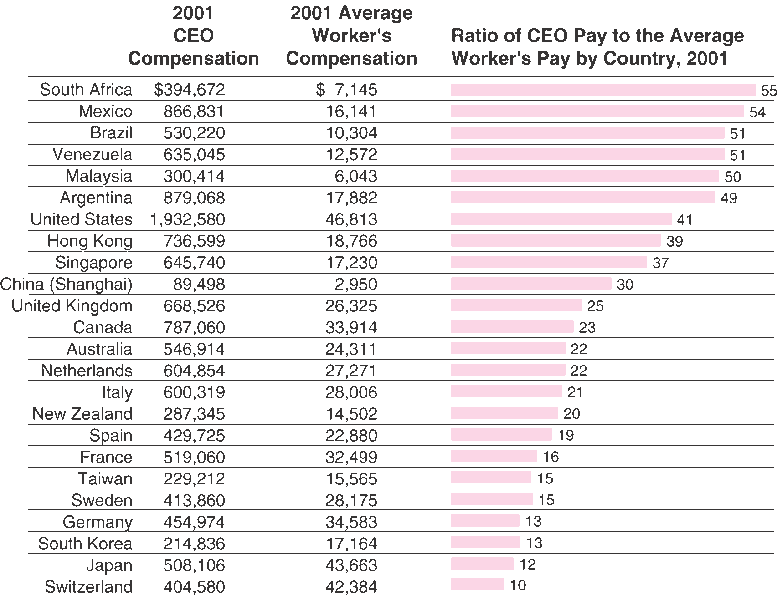 2001 CEO Compensation 2001 Average Worker's Compensation Ratio of CEO Pay to the Average Worker's Pay by Country, 2001
South Africa $394,672 $ 7,145 55
Mexico 866,831 16,141 54
Brazil 530,220 10,304 51
Venezuela 635,045 12,572 51
Malaysia 300,414 6,043 50
Argentina 879,068 17,882 49
United States 1,932,580 46,813 41
Hong Kong 736,599 18,766 39
Singapore 645,740 17,230 37
China (Shanghai) 89,498 2,950 30
United Kingdom 668,526 26,325 25
Canada 787,060 33,914 23
Australia 546,914 24,311 22
Netherlands 604,854 27,271 22
Italy 600,319 28,006 21
New Zealand 287,345 14,502 20
Spain 429,725 22,880 19
France 519,060 32,499 16
Taiwan 229,212 15,565 15
Sweden 413,860 28,175 15
Germany 454,974 34,583 13
South Korea 214,836 17,164 13
Japan 508,106 43,663 12
Switzerland 404,580 42,384 10